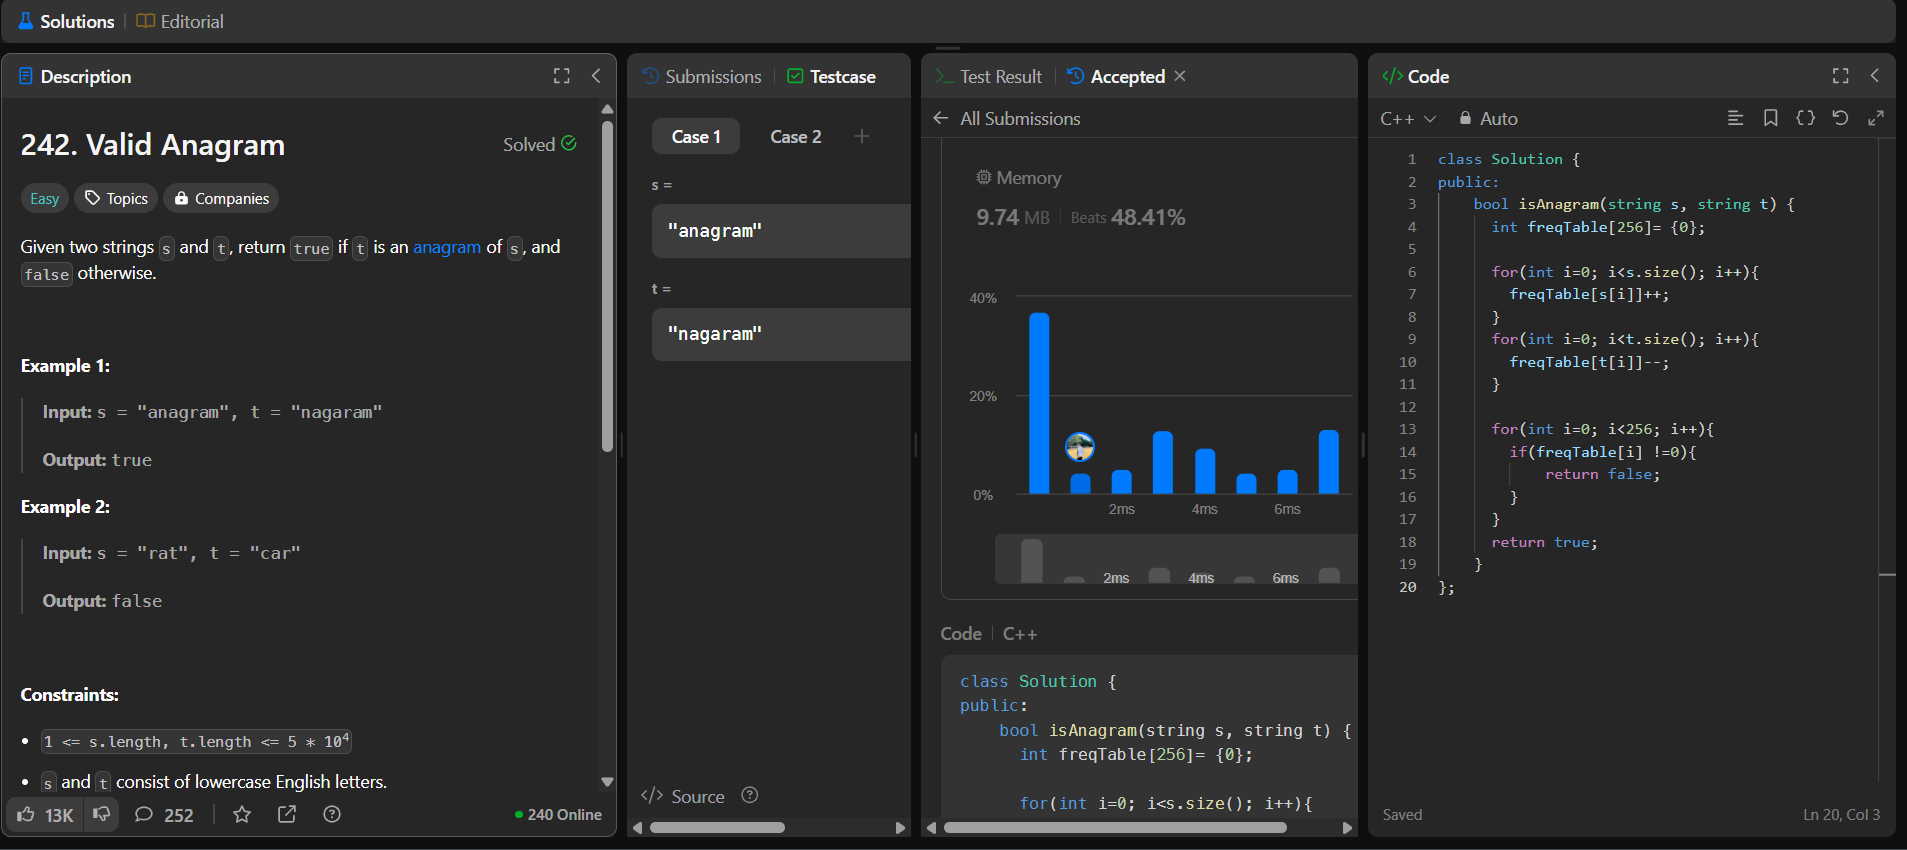 Solutions | Editorial
Description
242. Valid Anagram
Solved
Easy Topics Companies
Given two strings s and t, return true if t is an anagram of s, and
false otherwise.
Example 1:
Input: s = "anagram", t = "nagaram"
Output: true
Example 2:
Input: s = "rat", t = "car"
Output: false
Constraints:
• 1 <= s.length, t.length <= 5 * 10⁴
• s and t consist of lowercase English letters.
13K 252 240 Online
Submissions | Testcase
Case 1 Case 2 +
s =
"anagram"
t =
"nagaram"
</> Source
Test Result | Accepted
All Submissions
Memory
9.74 MB | Beats 48.41%
40%
20%
0%
2ms 4ms 6ms
2ms 4ms 6ms
Code | C++
class Solution {
public:
    bool isAnagram(string s, string t) {
      int freqTable[256]= {0};
      for(int i=0; i<s.size(); i++){
</> Code
C++ Auto
1 class Solution {
2 public:
3     bool isAnagram(string s, string t) {
4       int freqTable[256]= {0};
5
6       for(int i=0; i<s.size(); i++){
7         freqTable[s[i]]++;
8       }
9       for(int i=0; i<t.size(); i++){
10         freqTable[t[i]]--;
11       }
12
13       for(int i=0; i<256; i++){
14         if(freqTable[i] !=0){
15             return false;
16         }
17       }
18       return true;
19     }
20 };
Saved
Ln 20, Col 3